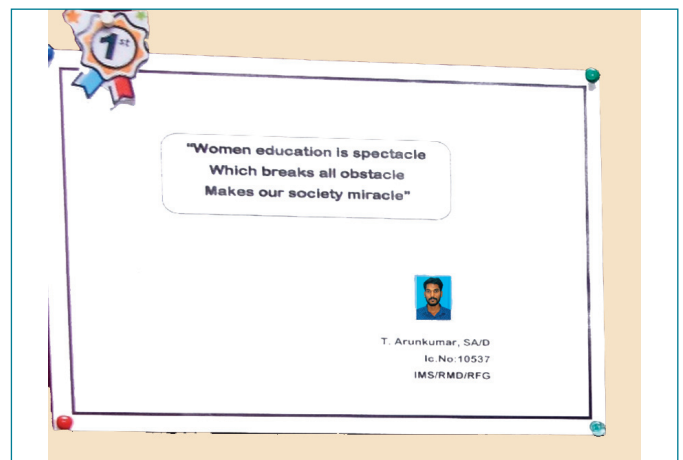 1st
"Women education is spectacle
Which breaks all obstacle
Makes our society miracle"
T. Arunkumar, SA/D
Ic.No:10537
IMS/RMD/RFG